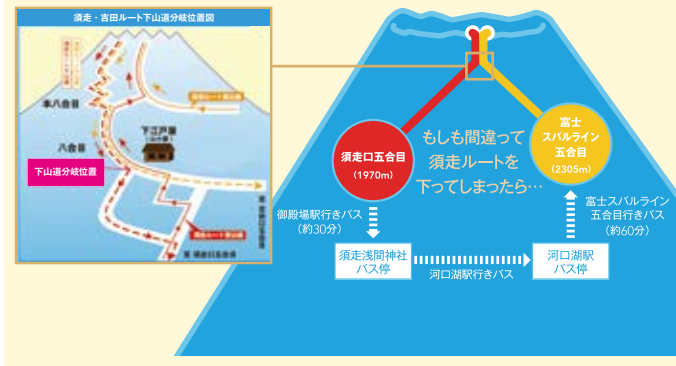 須走・吉田ルート下山道分岐位置図
本八合目
八合目
下江戸屋
下山道分岐位置
もしも間違って
須走ルートを
下ってしまったら…
須走口五合目
(1970m)
富士
スバルライン
五合目
(2305m)
御殿場駅行きバス
(約30分)
須走浅間神社
バス停
河口湖駅行きバス
河口湖駅
バス停
富士スバルライン
五合目行きバス
(約60分)